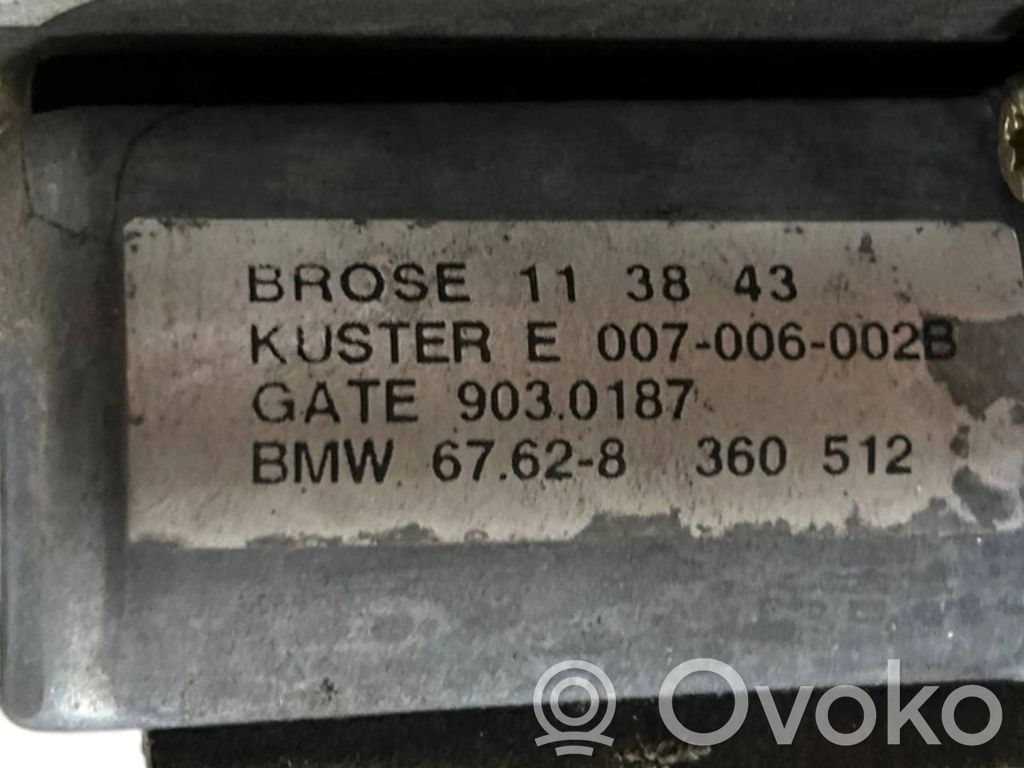 BROSE 11 38 43
KUSTER E 007-006-002B
GATE 903.0187
BMW 67.62-8 360 512
Ovoko